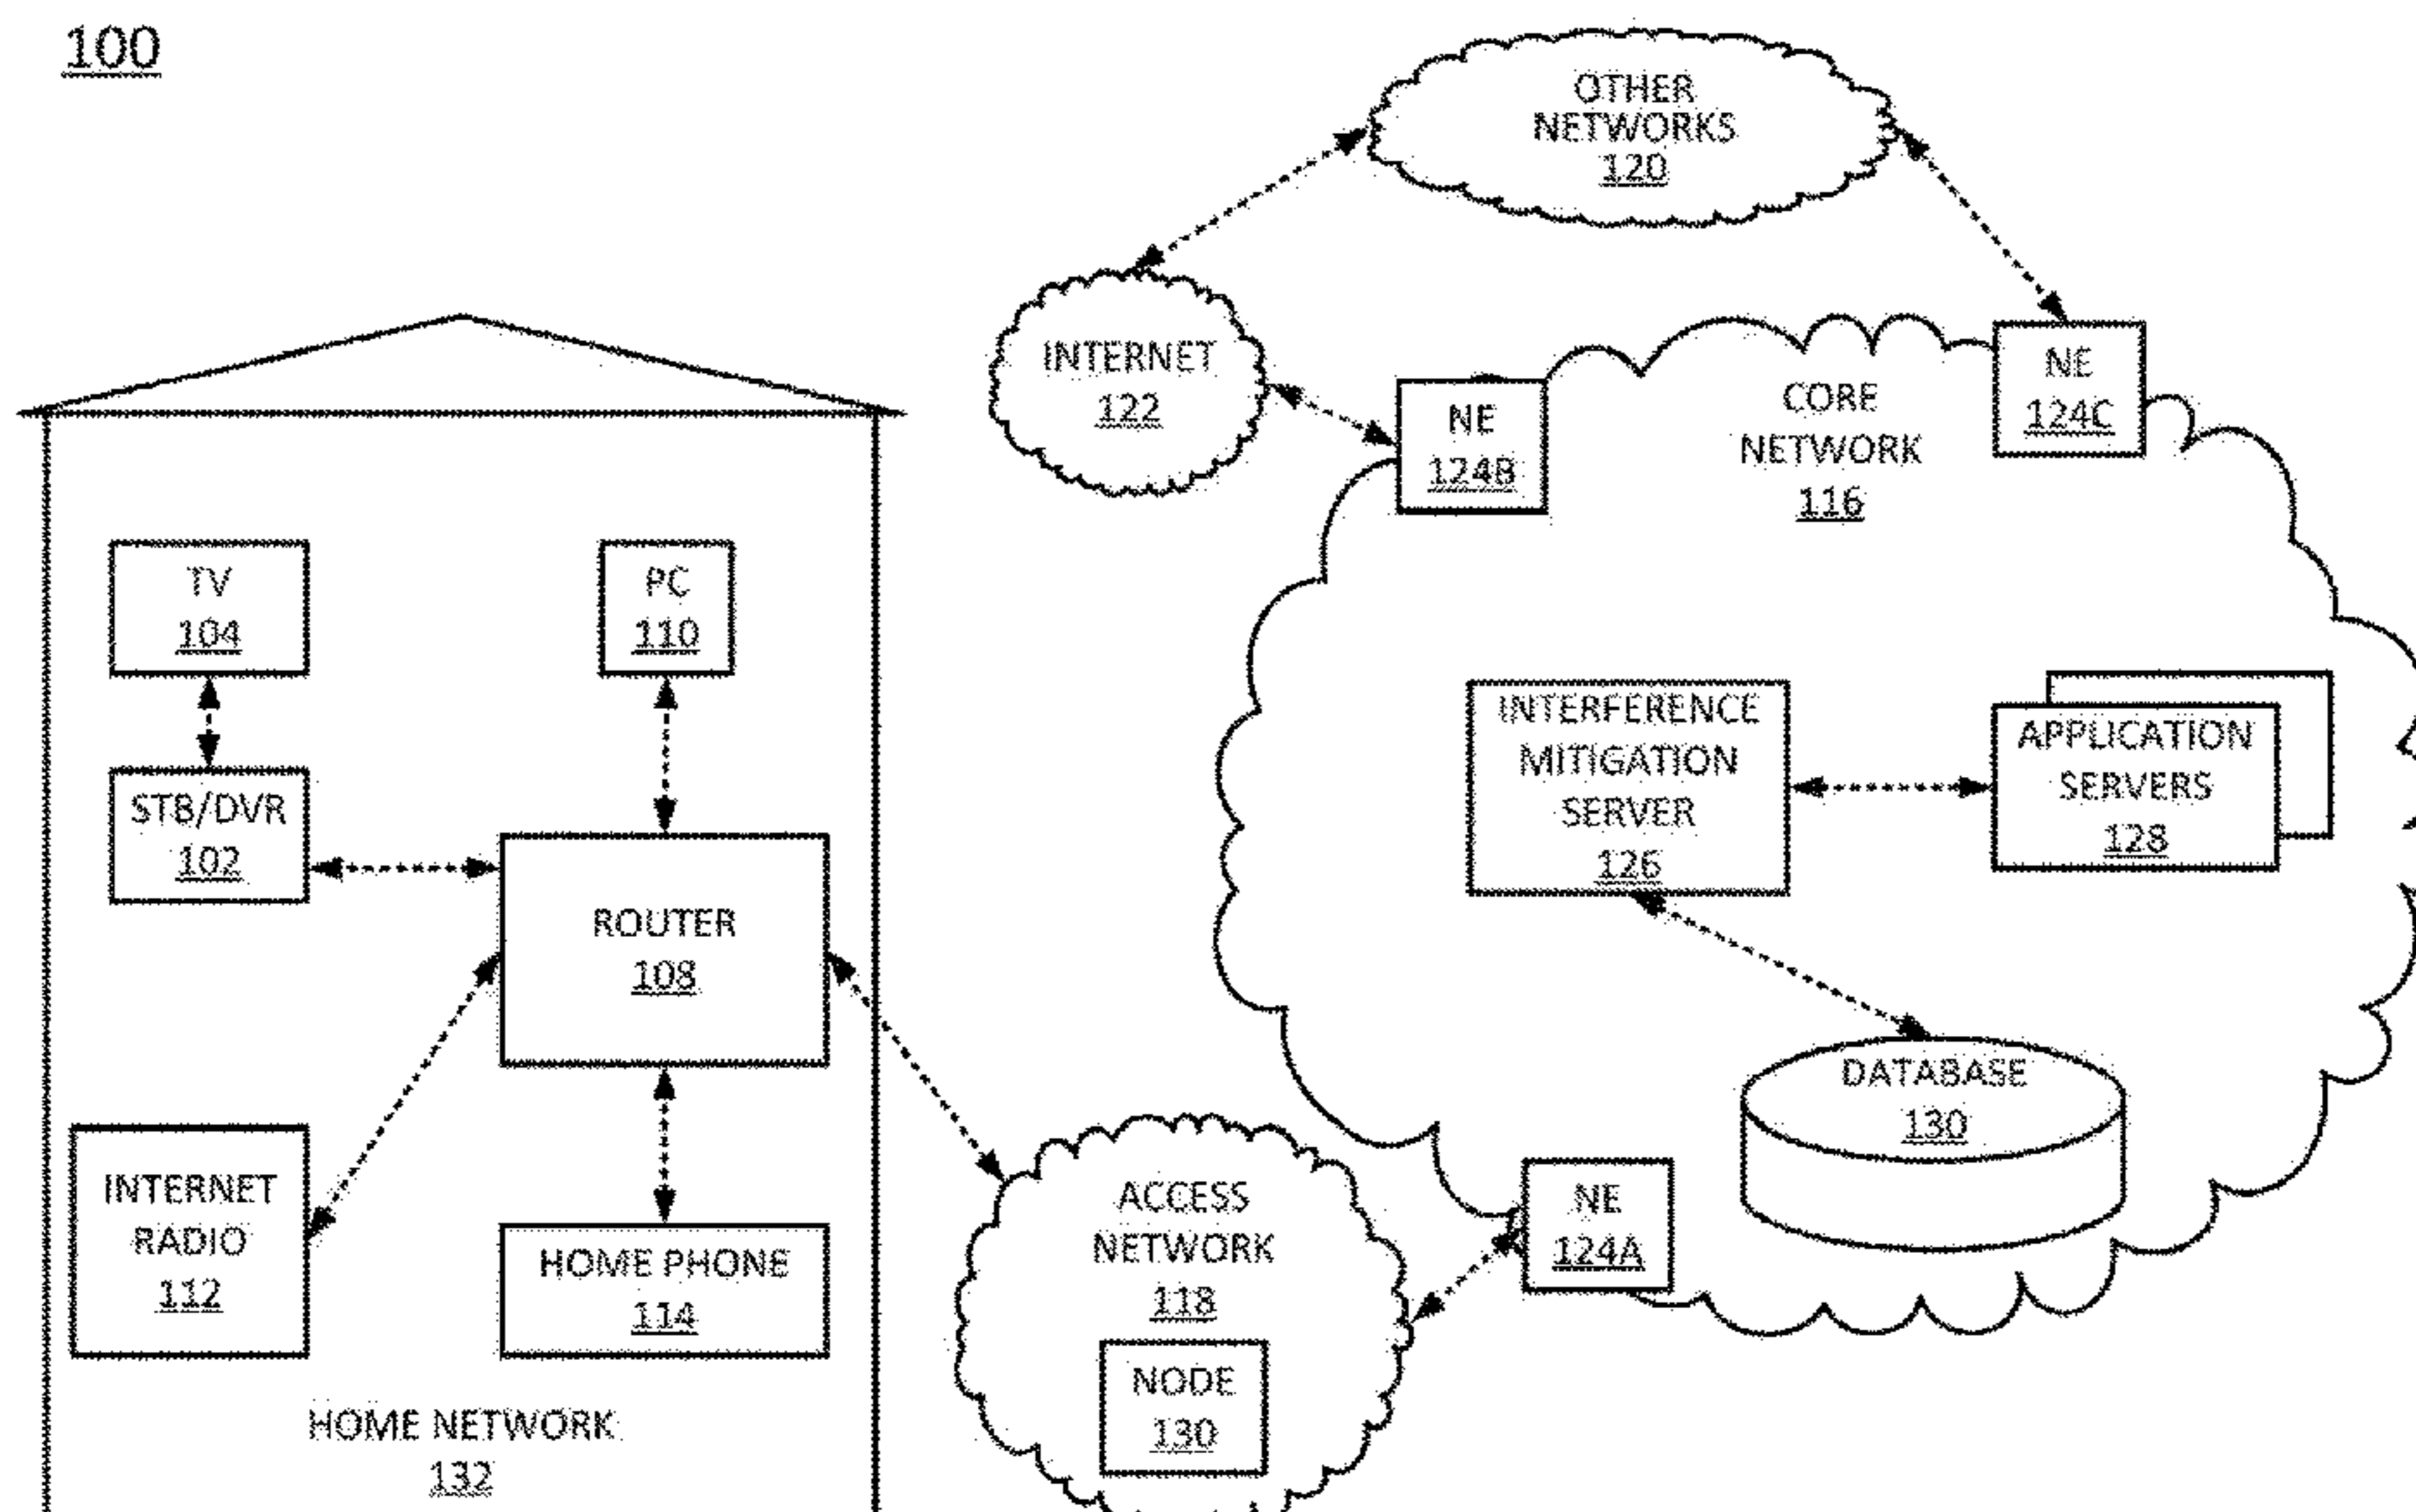 100
OTHER
NETWORKS
120
INTERNET
122
NE
124B
CORE
NETWORK
116
NE
124C
TV
104
PC
110
STB/DVR
102
ROUTER
108
INTERNET
RADIO
112
HOME PHONE
114
HOME NETWORK
132
INTERFERENCE
MITIGATION
SERVER
126
APPLICATION
SERVERS
128
DATABASE
130
ACCESS
NETWORK
118
NODE
130
NE
124A